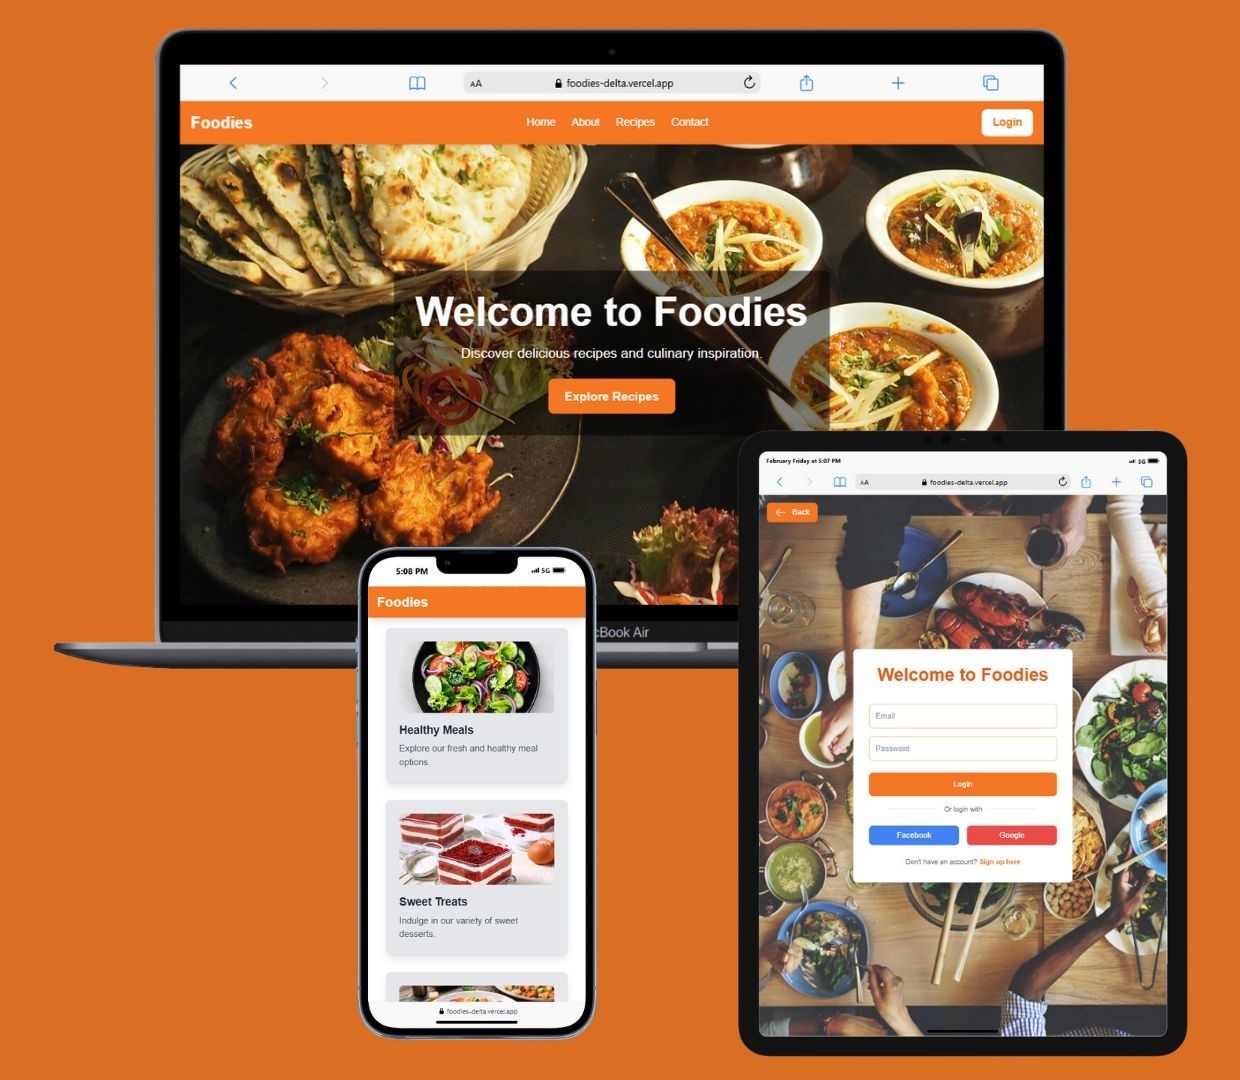 AA
foodies-delta.vercel.app
Foodies
Home About Recipes Contact
Login
Welcome to Foodies
Discover delicious recipes and culinary inspiration.
Explore Recipes
cBook Air
5:08 PM
5G
Foodies
Healthy Meals
Explore our fresh and healthy meal
options.
Sweet Treats
Indulge in our variety of sweet
desserts.
foodies-delta.vercel.app
February Friday at 5:07 PM
5G
AA
foodies-delta.vercel.app
Back
Welcome to Foodies
Email
Password
Login
Or login with
Facebook Google
Don't have an account? Sign up here